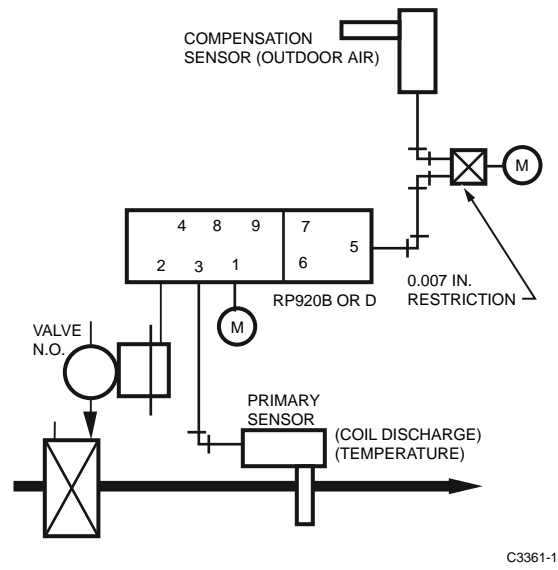 COMPENSATION
SENSOR (OUTDOOR AIR)
M
4 8 9 7
5
2 3 1 6
0.007 IN.
RESTRICTION
RP920B OR D
M
VALVE
N.O.
PRIMARY
SENSOR
(COIL DISCHARGE)
(TEMPERATURE)
C3361-1